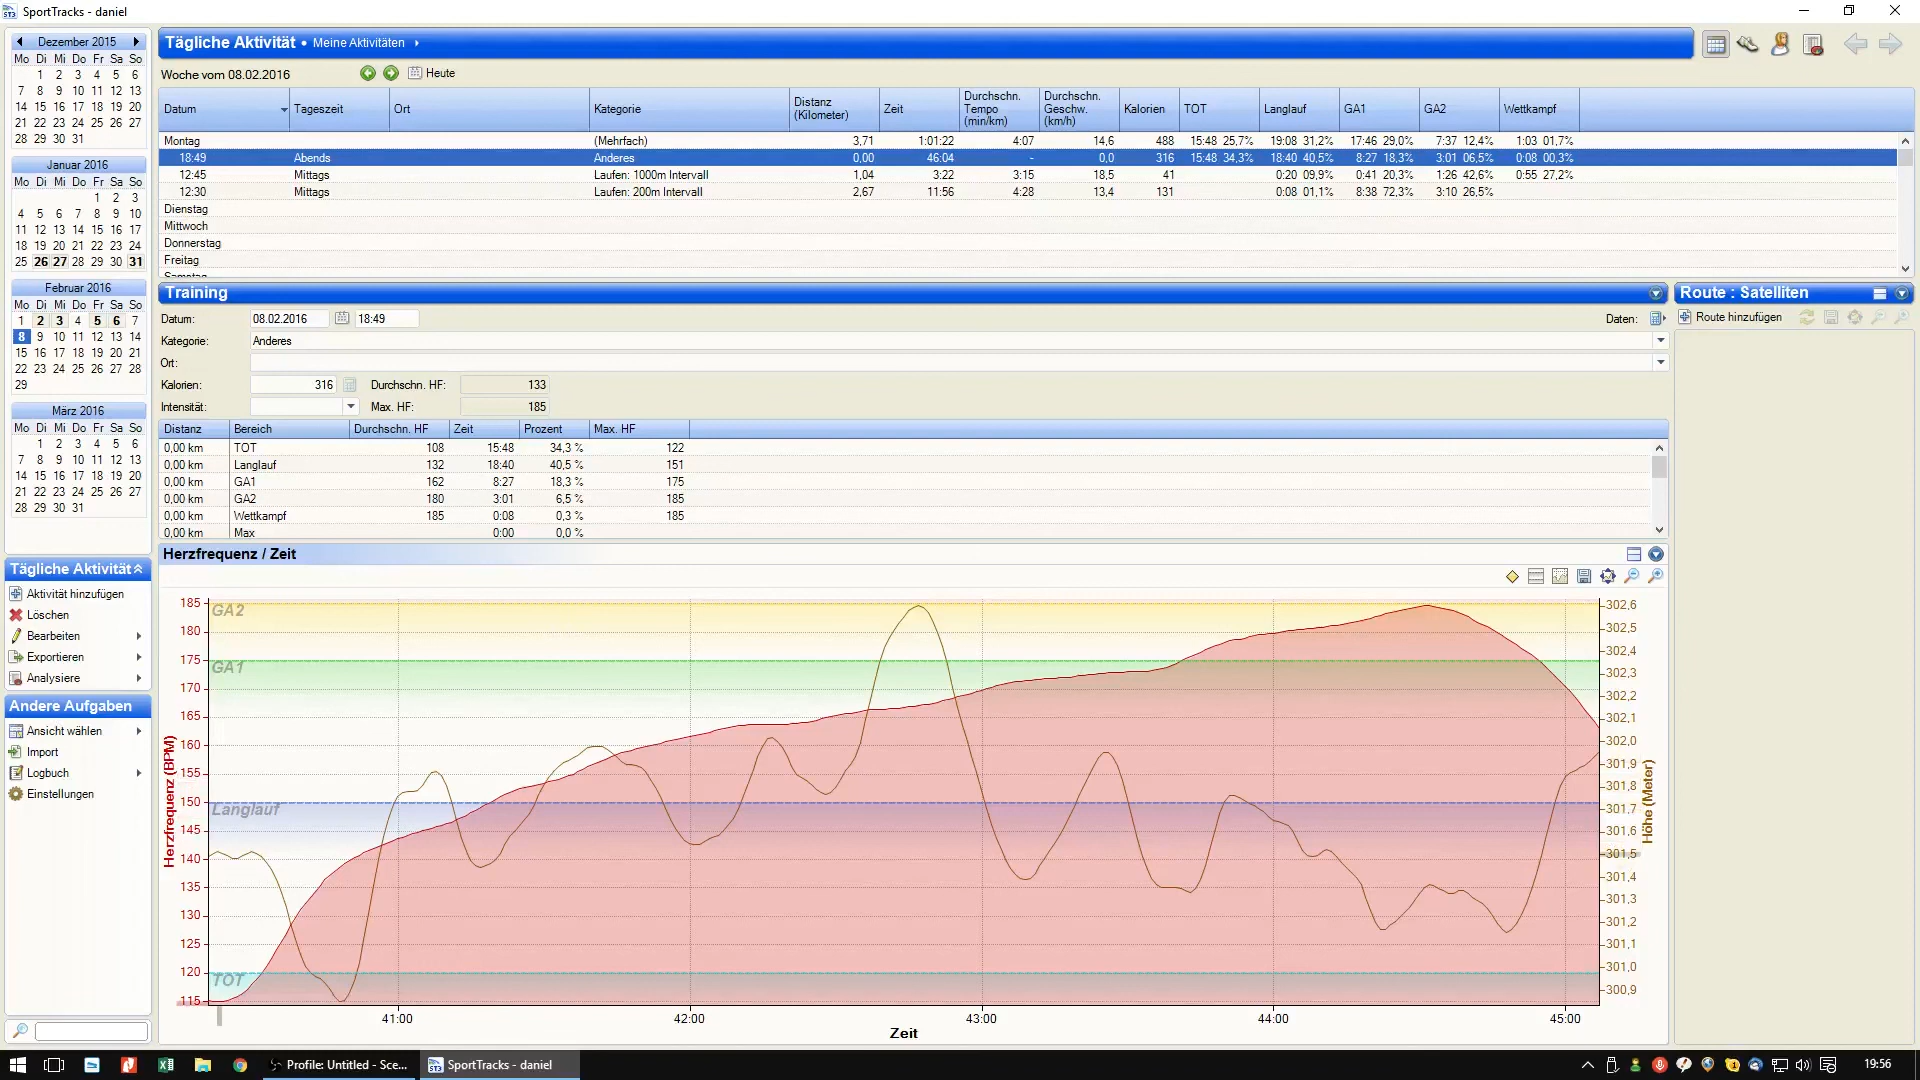 SportTracks - daniel
Dezember 2015
Mo Di Mi Do Fr Sa So
1 2 3 4 5 6
7 8 9 10 11 12 13
14 15 16 17 18 19 20
21 22 23 24 25 26 27
28 29 30 31
Januar 2016
Mo Di Mi Do Fr Sa So
1 2 3
4 5 6 7 8 9 10
11 12 13 14 15 16 17
18 19 20 21 22 23 24
25 26 27 28 29 30 31
Februar 2016
Mo Di Mi Do Fr Sa So
1 2 3 4 5 6 7
8 9 10 11 12 13 14
15 16 17 18 19 20 21
22 23 24 25 26 27 28
29
März 2016
Mo Di Mi Do Fr Sa So
1 2 3 4 5 6
7 8 9 10 11 12 13
14 15 16 17 18 19 20
21 22 23 24 25 26 27
28 29 30 31
Tägliche Aktivität
Aktivität hinzufügen
Löschen
Bearbeiten
Exportieren
Analysiere
Andere Aufgaben
Ansicht wählen
Import
Logbuch
Einstellungen
Tägliche Aktivität • Meine Aktivitäten
Woche vom 08.02.2016 Heute
Datum Tageszeit Ort Kategorie Distanz (Kilometer) Zeit Durchschn. Tempo (min/km) Durchschn. Geschw. (km/h) Kalorien TOT Langlauf GA1 GA2 Wettkampf
Montag (Mehrfach) 3,71 1:01:22 4:07 14,6 488 15:48 25,7% 19:08 31,2% 17:46 29,0% 7:37 12,4% 1:03 01,7%
18:49 Abends Anderes 0,00 46:04 - 0,0 316 15:48 34,3% 18:40 40,5% 8:27 18,3% 3:01 06,5% 0:08 00,3%
12:45 Mittags Laufen: 1000m Intervall 1,04 3:22 3:15 18,5 41 0:20 09,9% 0:41 20,3% 1:26 42,6% 0:55 27,2%
12:30 Mittags Laufen: 200m Intervall 2,67 11:56 4:28 13,4 131 0:08 01,1% 8:38 72,3% 3:10 26,5%
Dienstag
Mittwoch
Donnerstag
Freitag
Samstag
Training
Datum: 08.02.2016 18:49 Daten:
Kategorie: Anderes
Ort:
Kalorien: 316 Durchschn. HF: 133
Intensität: Max. HF: 185
Distanz Bereich Durchschn. HF Zeit Prozent Max. HF
0,00 km TOT 108 15:48 34,3 % 122
0,00 km Langlauf 132 18:40 40,5 % 151
0,00 km GA1 162 8:27 18,3 % 175
0,00 km GA2 180 3:01 6,5 % 185
0,00 km Wettkampf 185 0:08 0,3 % 185
0,00 km Max 0:00 0,0 %
Route : Satelliten
Route hinzufügen
Herzfrequenz / Zeit
Herzfrequenz (BPM)
185
180
175
170
165
160
155
150
145
140
135
130
125
120
115
GA2
GA1
Langlauf
TOT
302,6
302,5
302,4
302,3
302,2
302,1
302,0
301,9
301,8
301,7
301,6
301,5
301,4
301,3
301,2
301,1
301,0
300,9
Höhe (Meter)
41:00 42:00 43:00 44:00 45:00
Zeit
Profile: Untitled - Sce...
SportTracks - daniel
19:56